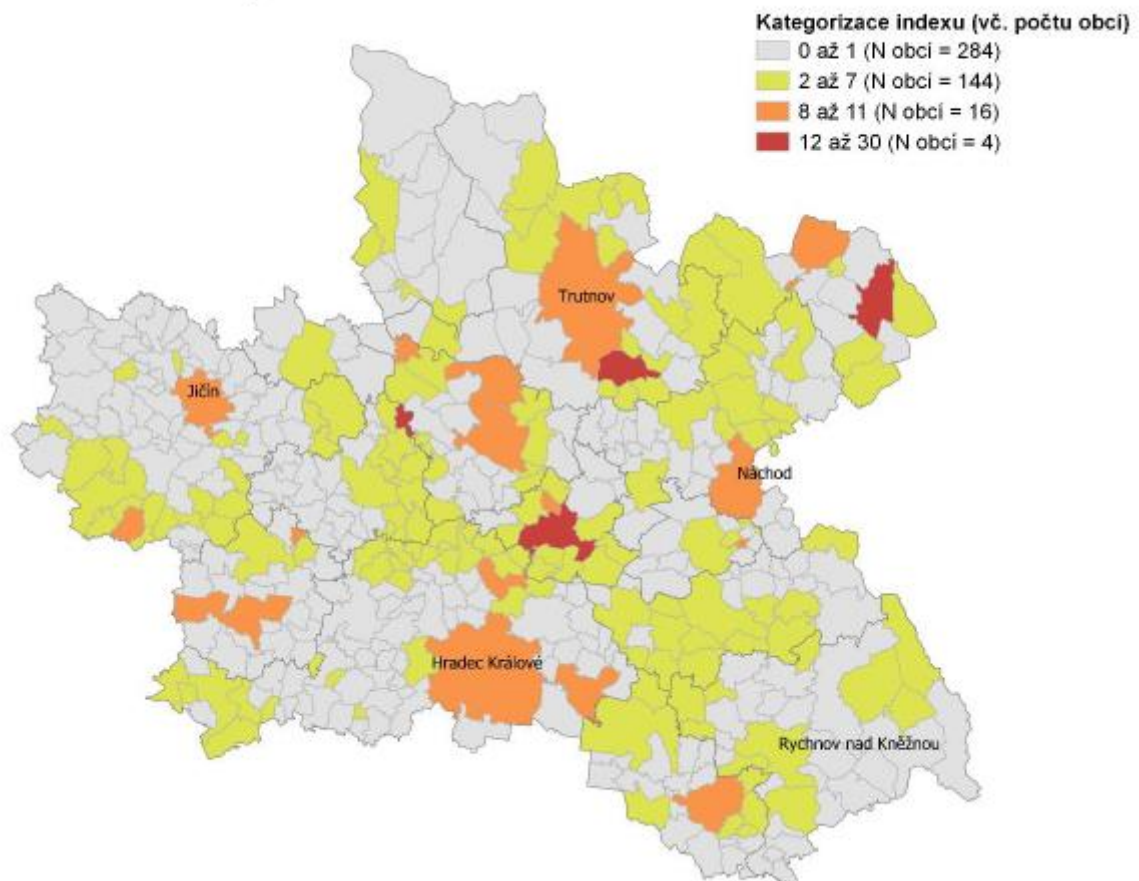 Kategorizace indexu (vč. počtu obcí)
0 až 1 (N obcí = 284)
2 až 7 (N obcí = 144)
8 až 11 (N obcí = 16)
12 až 30 (N obcí = 4)
Trutnov
Jičín
Náchod
Hradec Králové
Rychnov nad Kněžnou